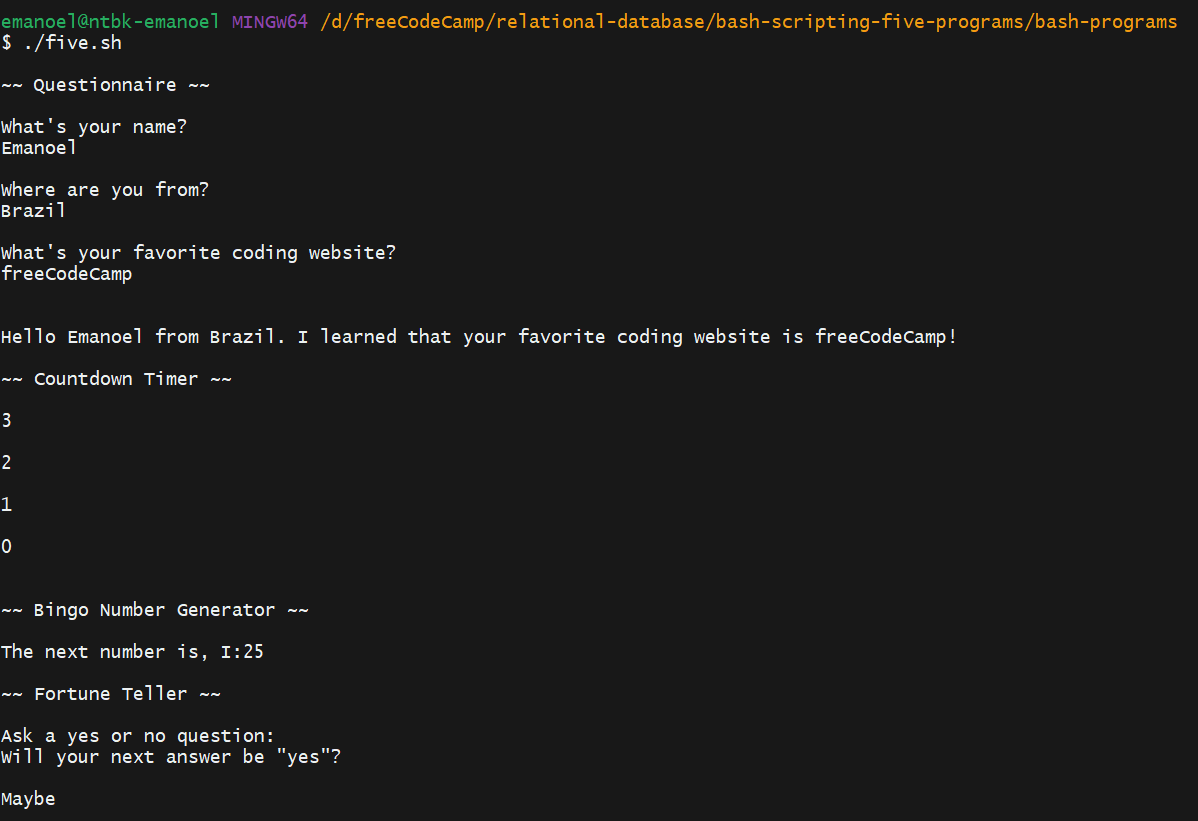 emanoel@ntbk-emanoel MINGW64 /d/freeCodeCamp/relational-database/bash-scripting-five-programs/bash-programs
$ ./five.sh
~~ Questionnaire ~~
What's your name?
Emanoel
Where are you from?
Brazil
What's your favorite coding website?
freeCodeCamp
Hello Emanoel from Brazil. I learned that your favorite coding website is freeCodeCamp!
~~ Countdown Timer ~~
3
2
1
0
~~ Bingo Number Generator ~~
The next number is, I:25
~~ Fortune Teller ~~
Ask a yes or no question:
Will your next answer be "yes"?
Maybe